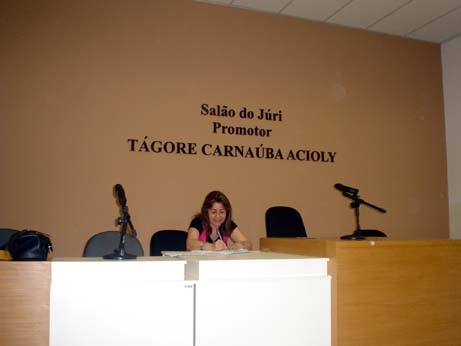 Salão do Júri
Promotor
TÁGORE CARNAÚBA ACIOLY